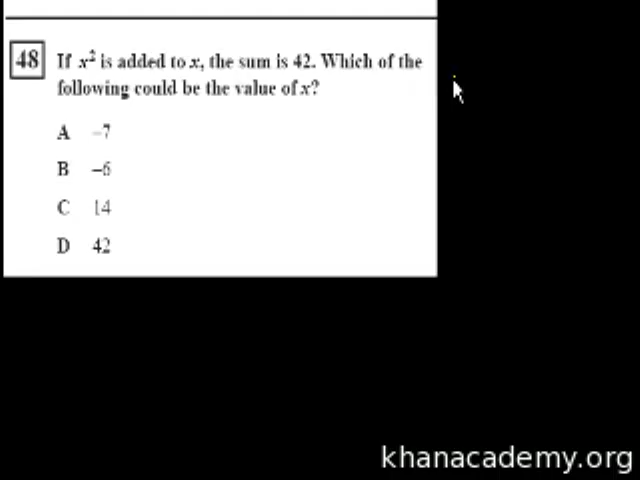 48 If x² is added to x, the sum is 42. Which of the
following could be the value of x?
A -7
B -6
C 14
D 42
khanacademy.org